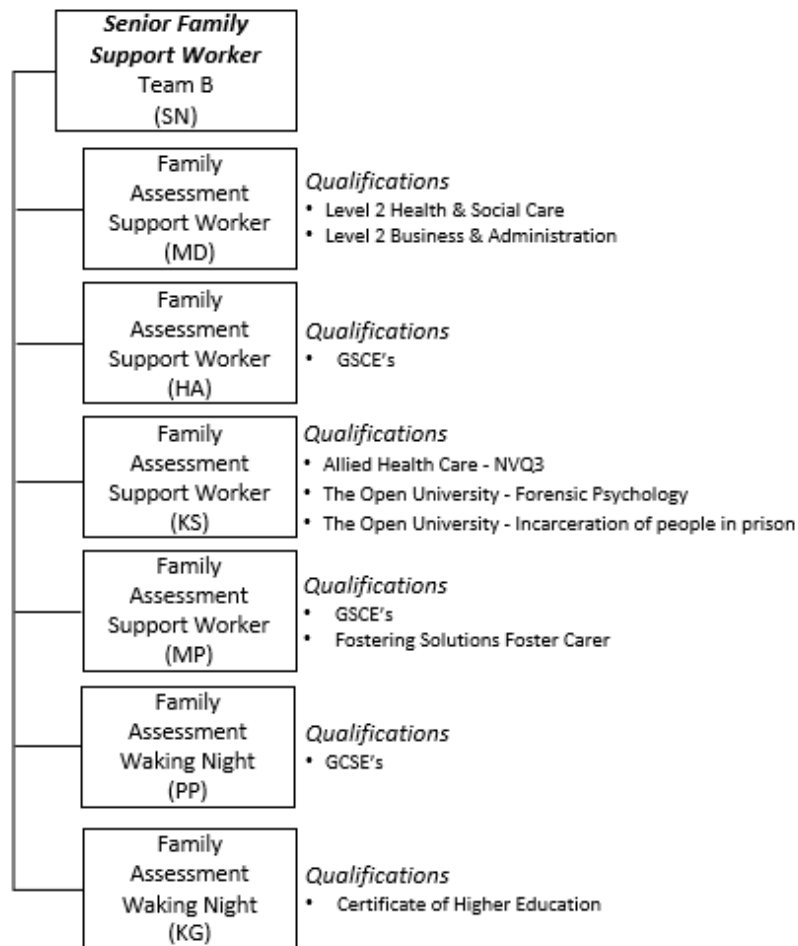 Senior Family
Support Worker
Team B
(SN)
Family
Assessment
Support Worker
(MD)
Qualifications
• Level 2 Health & Social Care
• Level 2 Business & Administration
Family
Assessment
Support Worker
(HA)
Qualifications
• GSCE's
Family
Assessment
Support Worker
(KS)
Qualifications
• Allied Health Care - NVQ3
• The Open University - Forensic Psychology
• The Open University - Incarceration of people in prison
Family
Assessment
Support Worker
(MP)
Qualifications
• GSCE's
• Fostering Solutions Foster Carer
Family
Assessment
Waking Night
(PP)
Qualifications
• GCSE's
Family
Assessment
Waking Night
(KG)
Qualifications
• Certificate of Higher Education